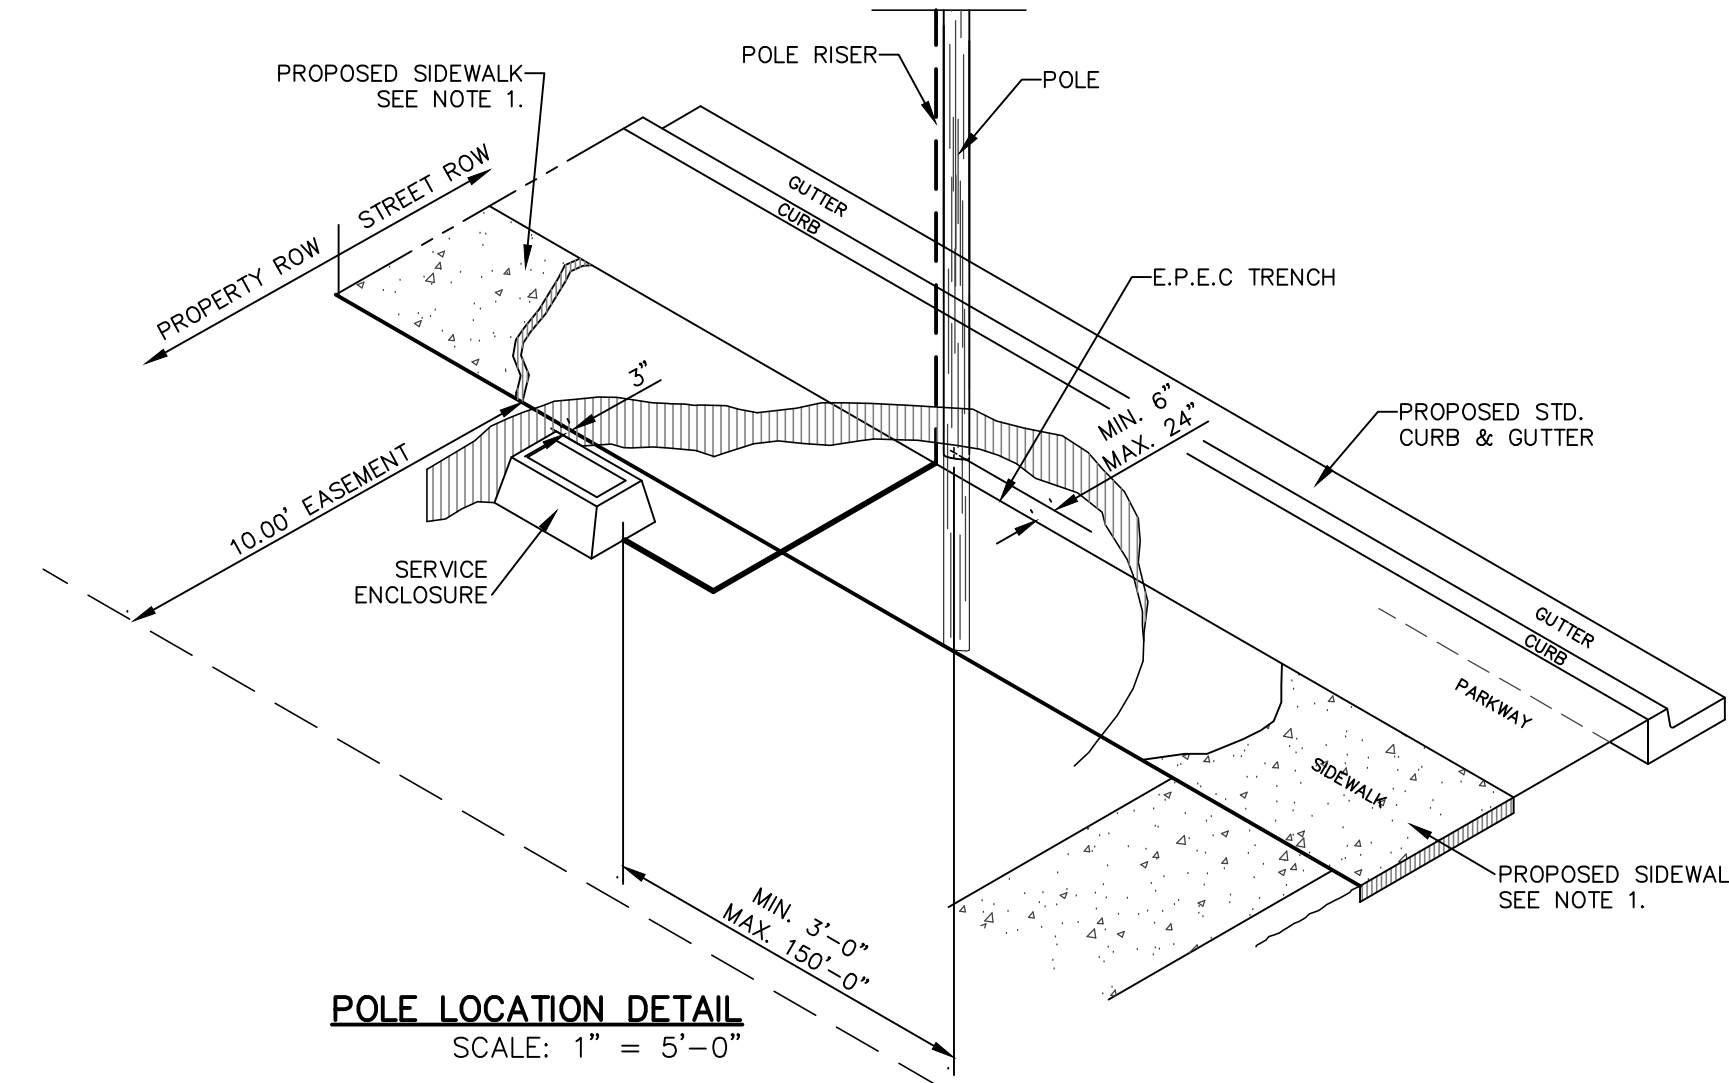 POLE RISER
POLE
PROPOSED SIDEWALK
SEE NOTE 1.
STREET ROW
PROPERTY ROW
GUTTER
CURB
E.P.E.C TRENCH
3"
MIN. 6"
MAX. 24"
PROPOSED STD.
CURB & GUTTER
10.00' EASEMENT
SERVICE
ENCLOSURE
GUTTER
CURB
PARKWAY
SIDEWALK
PROPOSED SIDEWAL
SEE NOTE 1.
MIN. 3'-0"
MAX. 150'-0"
POLE LOCATION DETAIL
SCALE: 1" = 5'-0"